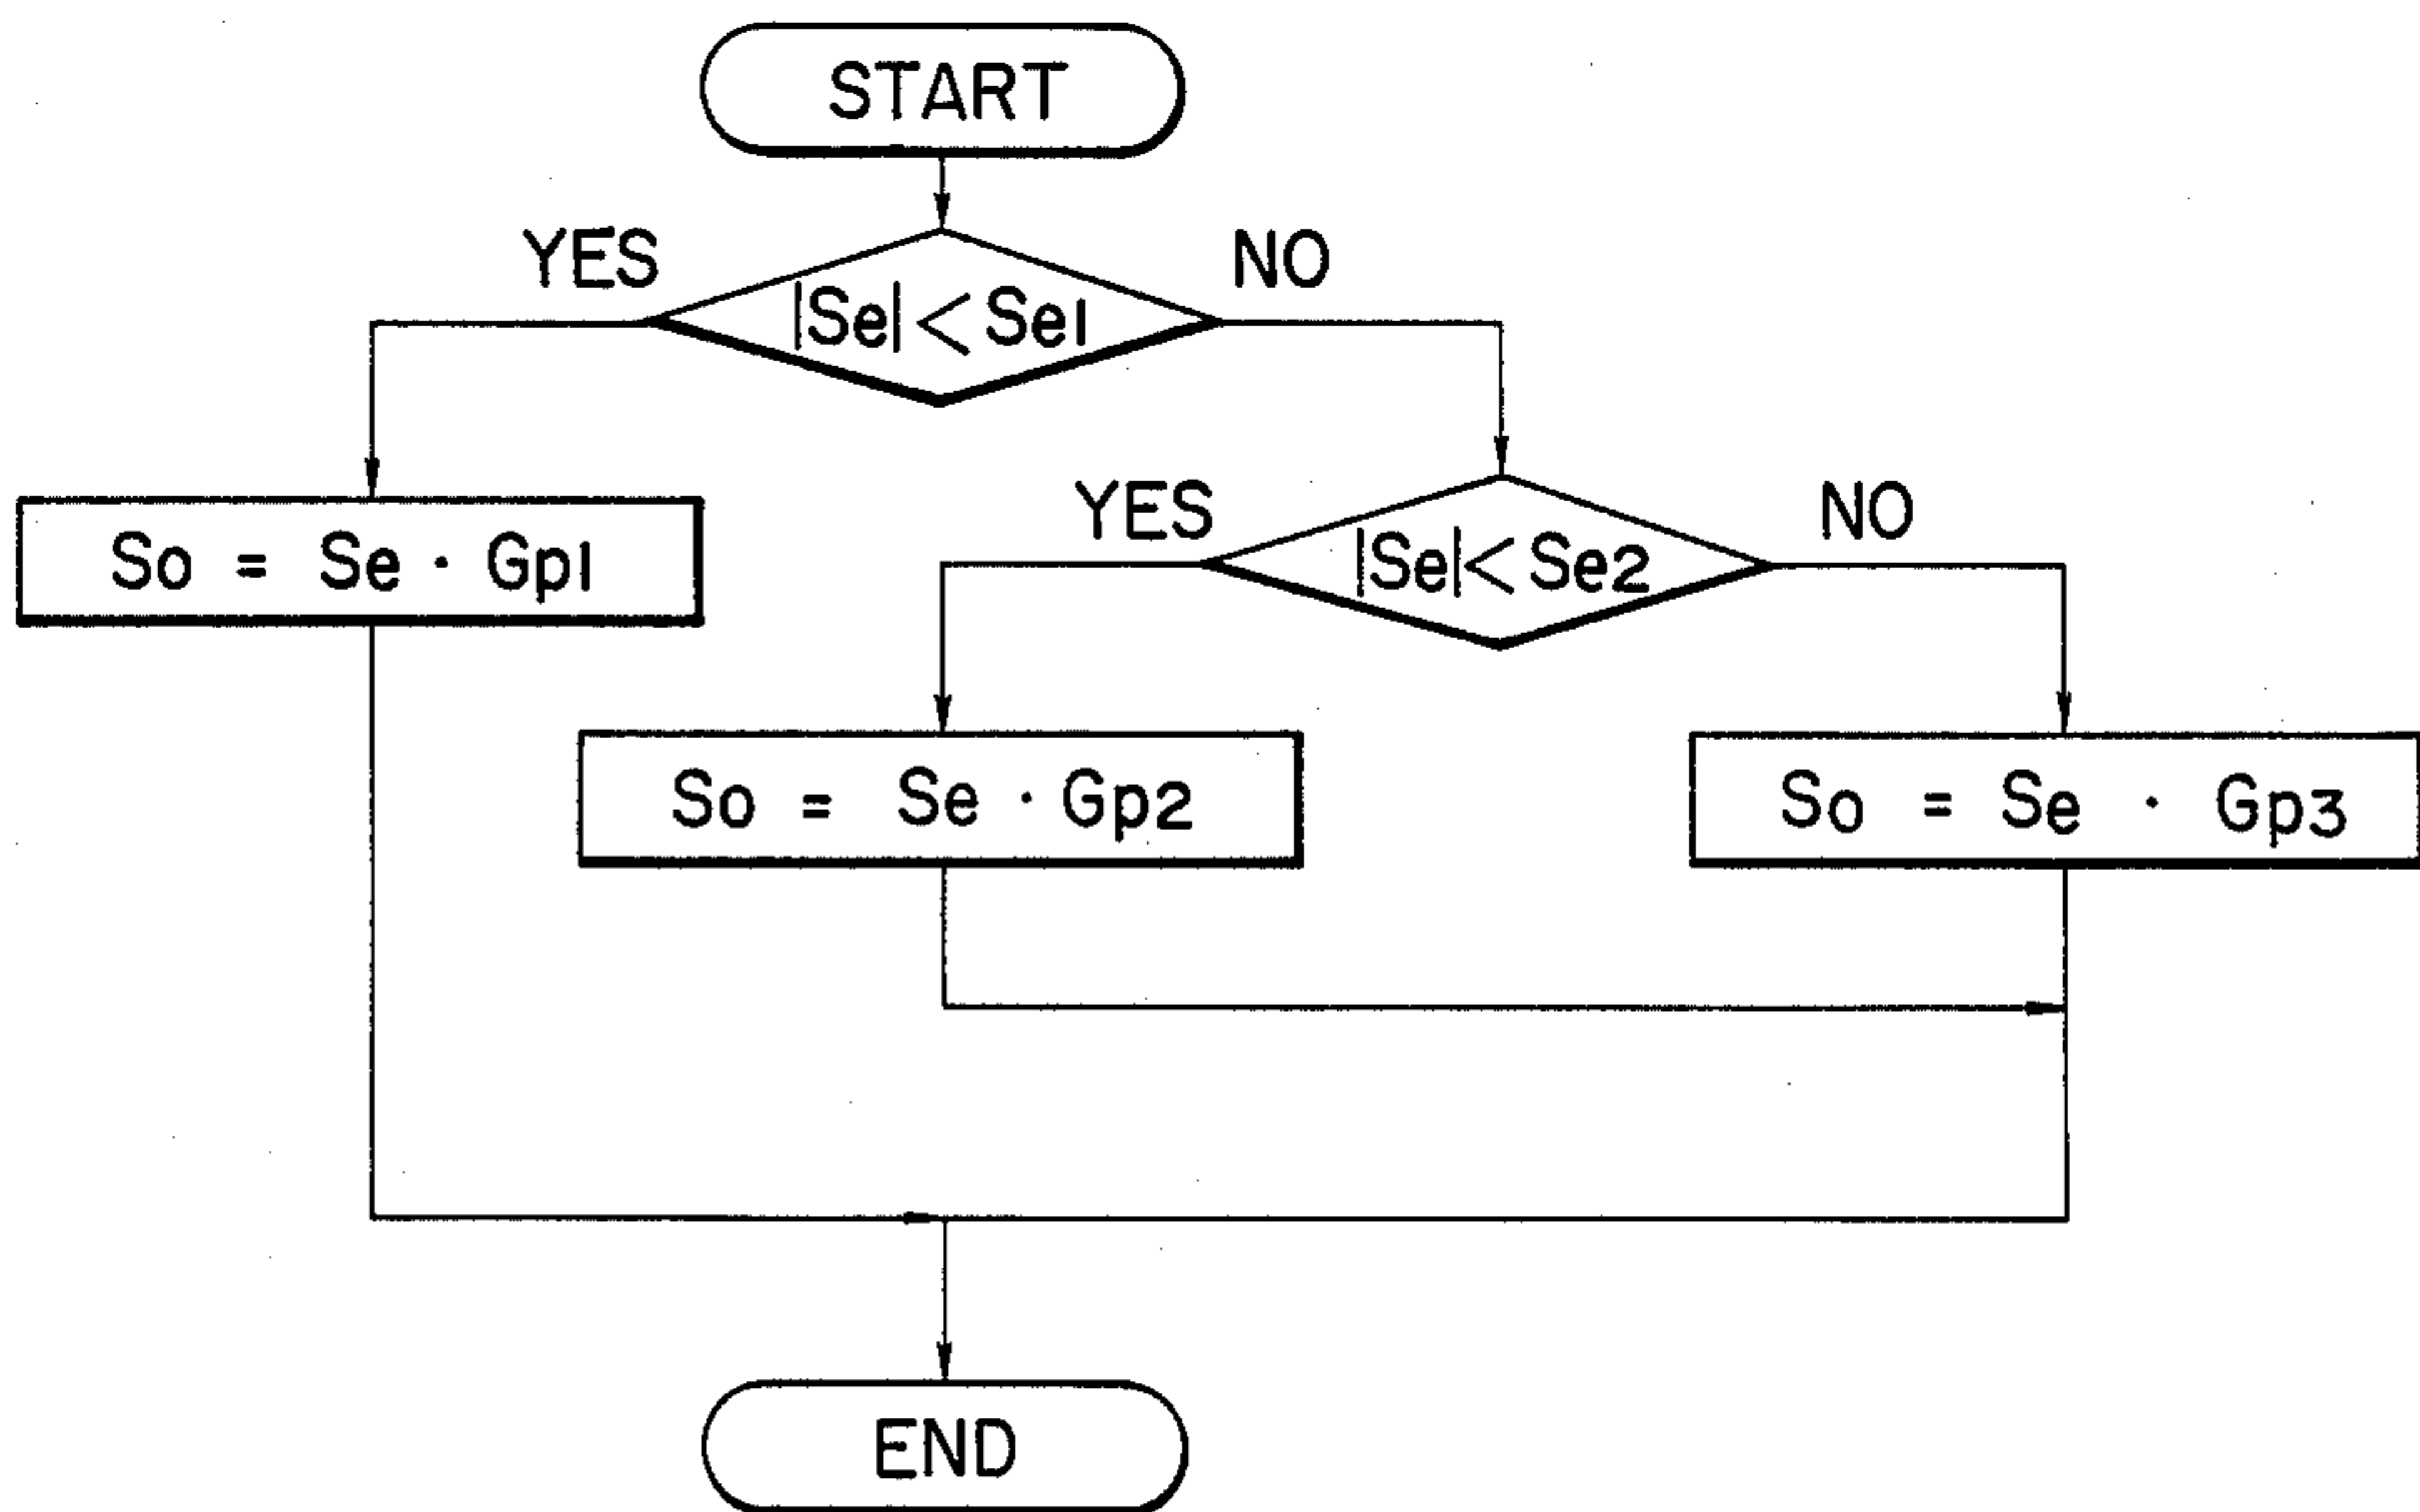 START
YES
NO
|Se| < Se1
YES
NO
So = Se · Gp1
|Se| < Se2
So = Se · Gp2
So = Se · Gp3
END